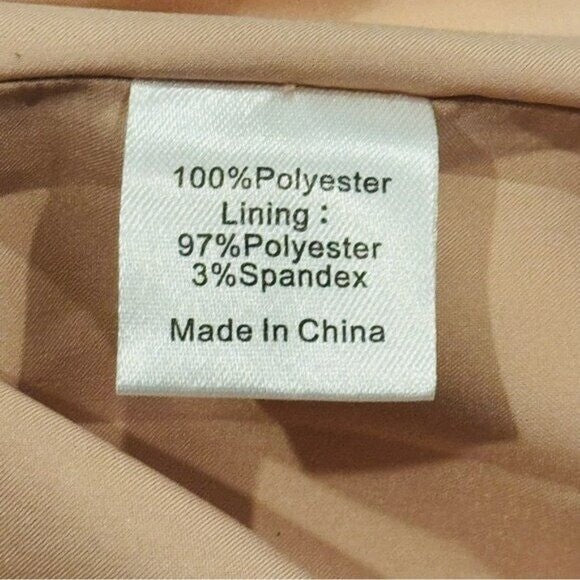 100%Polyester
Lining :
97%Polyester
3%Spandex
Made In China